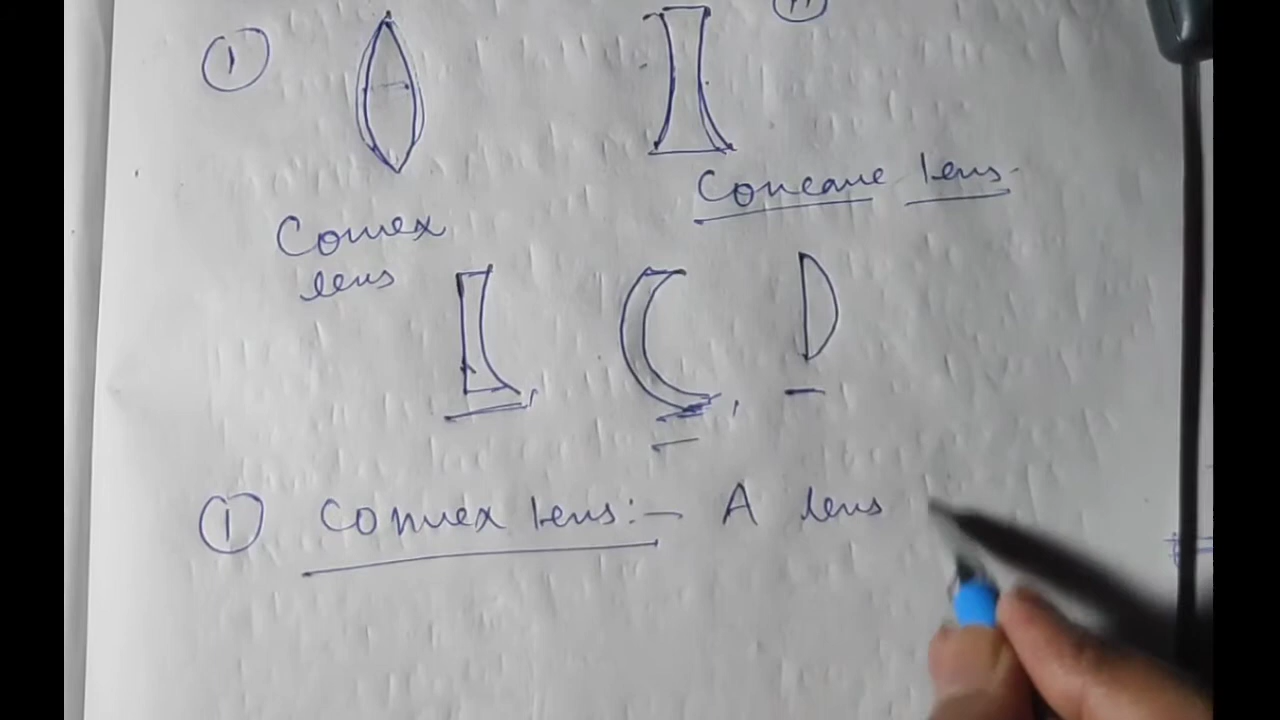 1
Convex
lens
Concave lens.
① Convex lens:- A lens